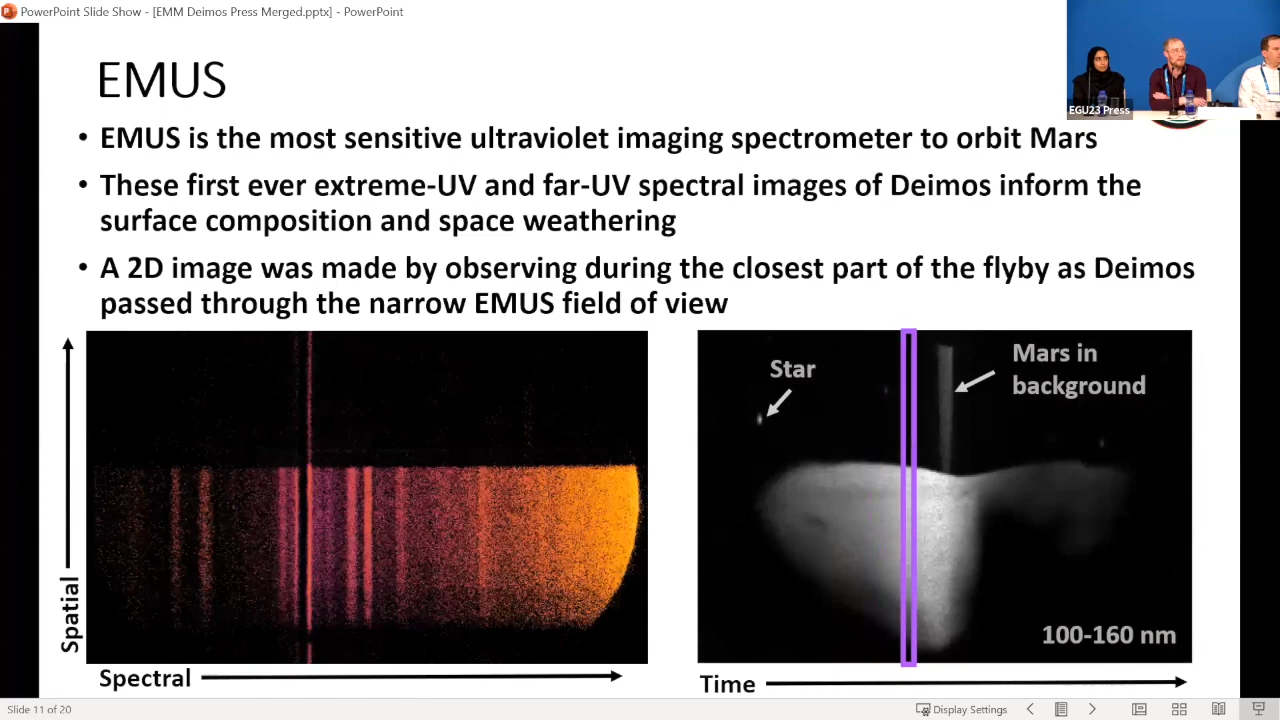 PowerPoint Slide Show - [EMM Deimos Press Merged.pptx] - PowerPoint
EGU23 Press
EMUS
• EMUS is the most sensitive ultraviolet imaging spectrometer to orbit Mars
• These first ever extreme-UV and far-UV spectral images of Deimos inform the
surface composition and space weathering
• A 2D image was made by observing during the closest part of the flyby as Deimos
passed through the narrow EMUS field of view
Spatial
Spectral
Star
Mars in
background
100-160 nm
Time
Slide 11 of 20
Display Settings